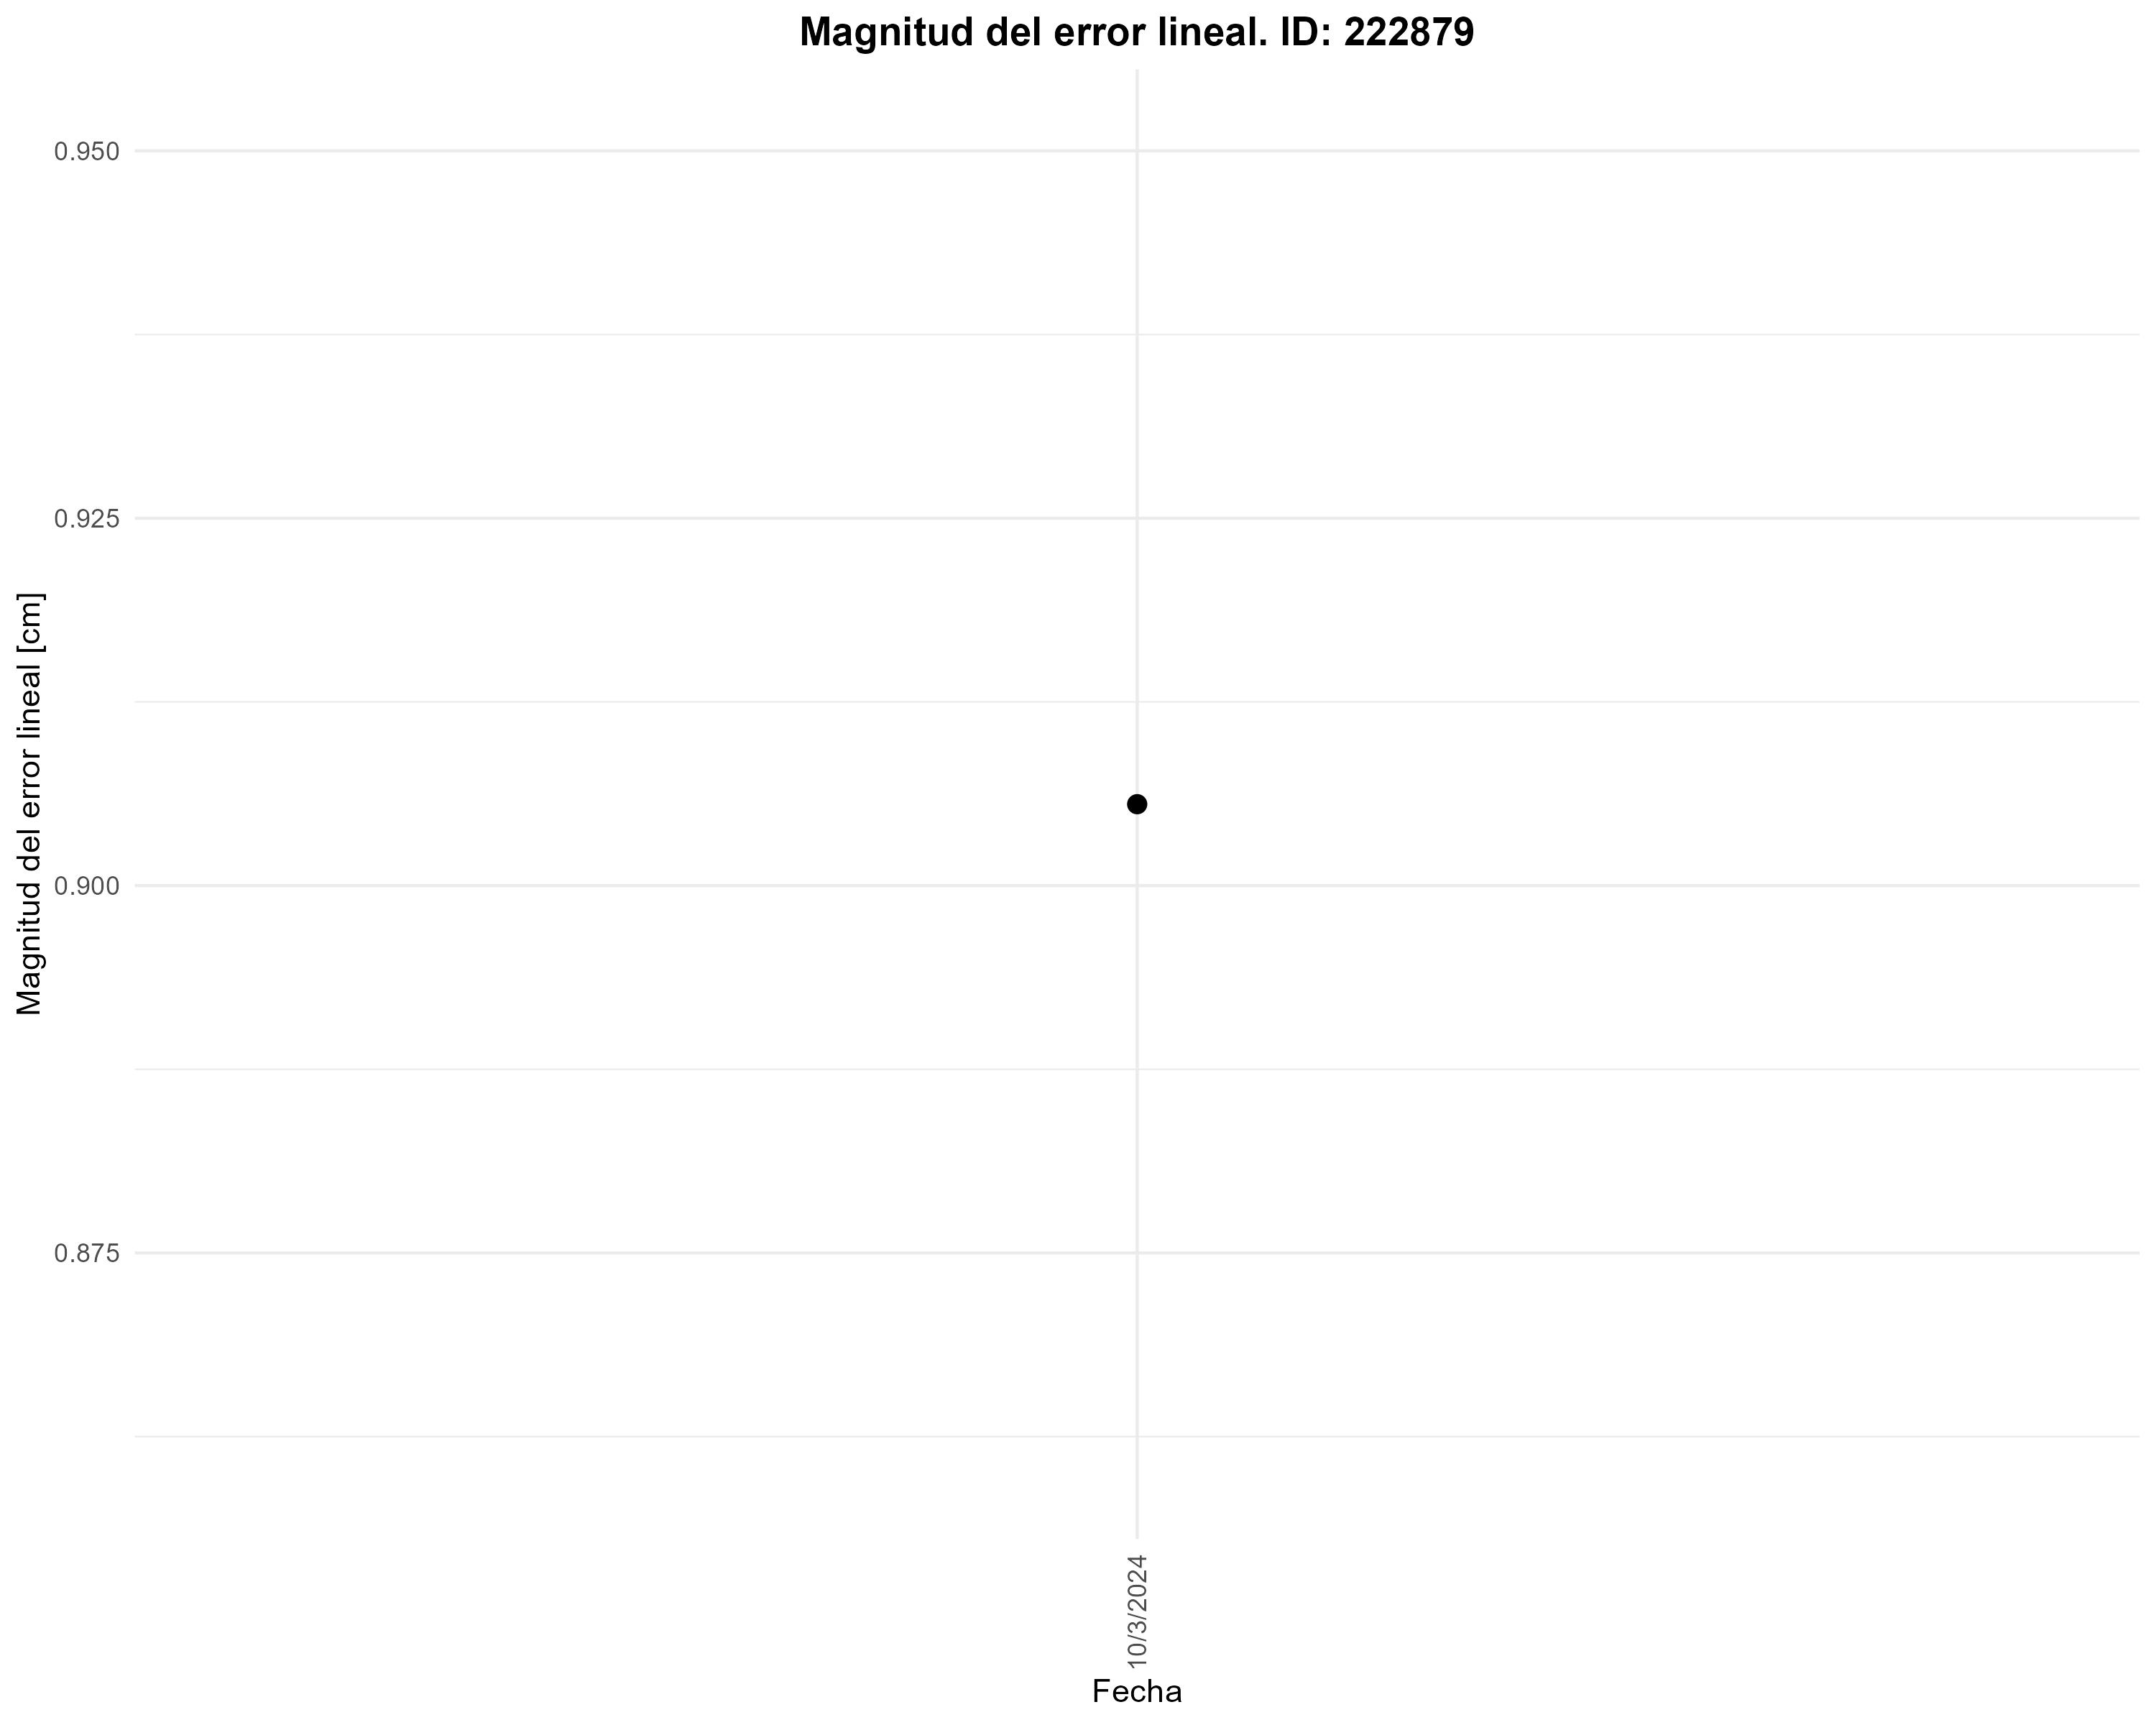 Magnitud del error lineal. ID: 222879
Magnitud del error lineal [cm]
0.950
0.925
0.900
0.875
10/3/2024
Fecha